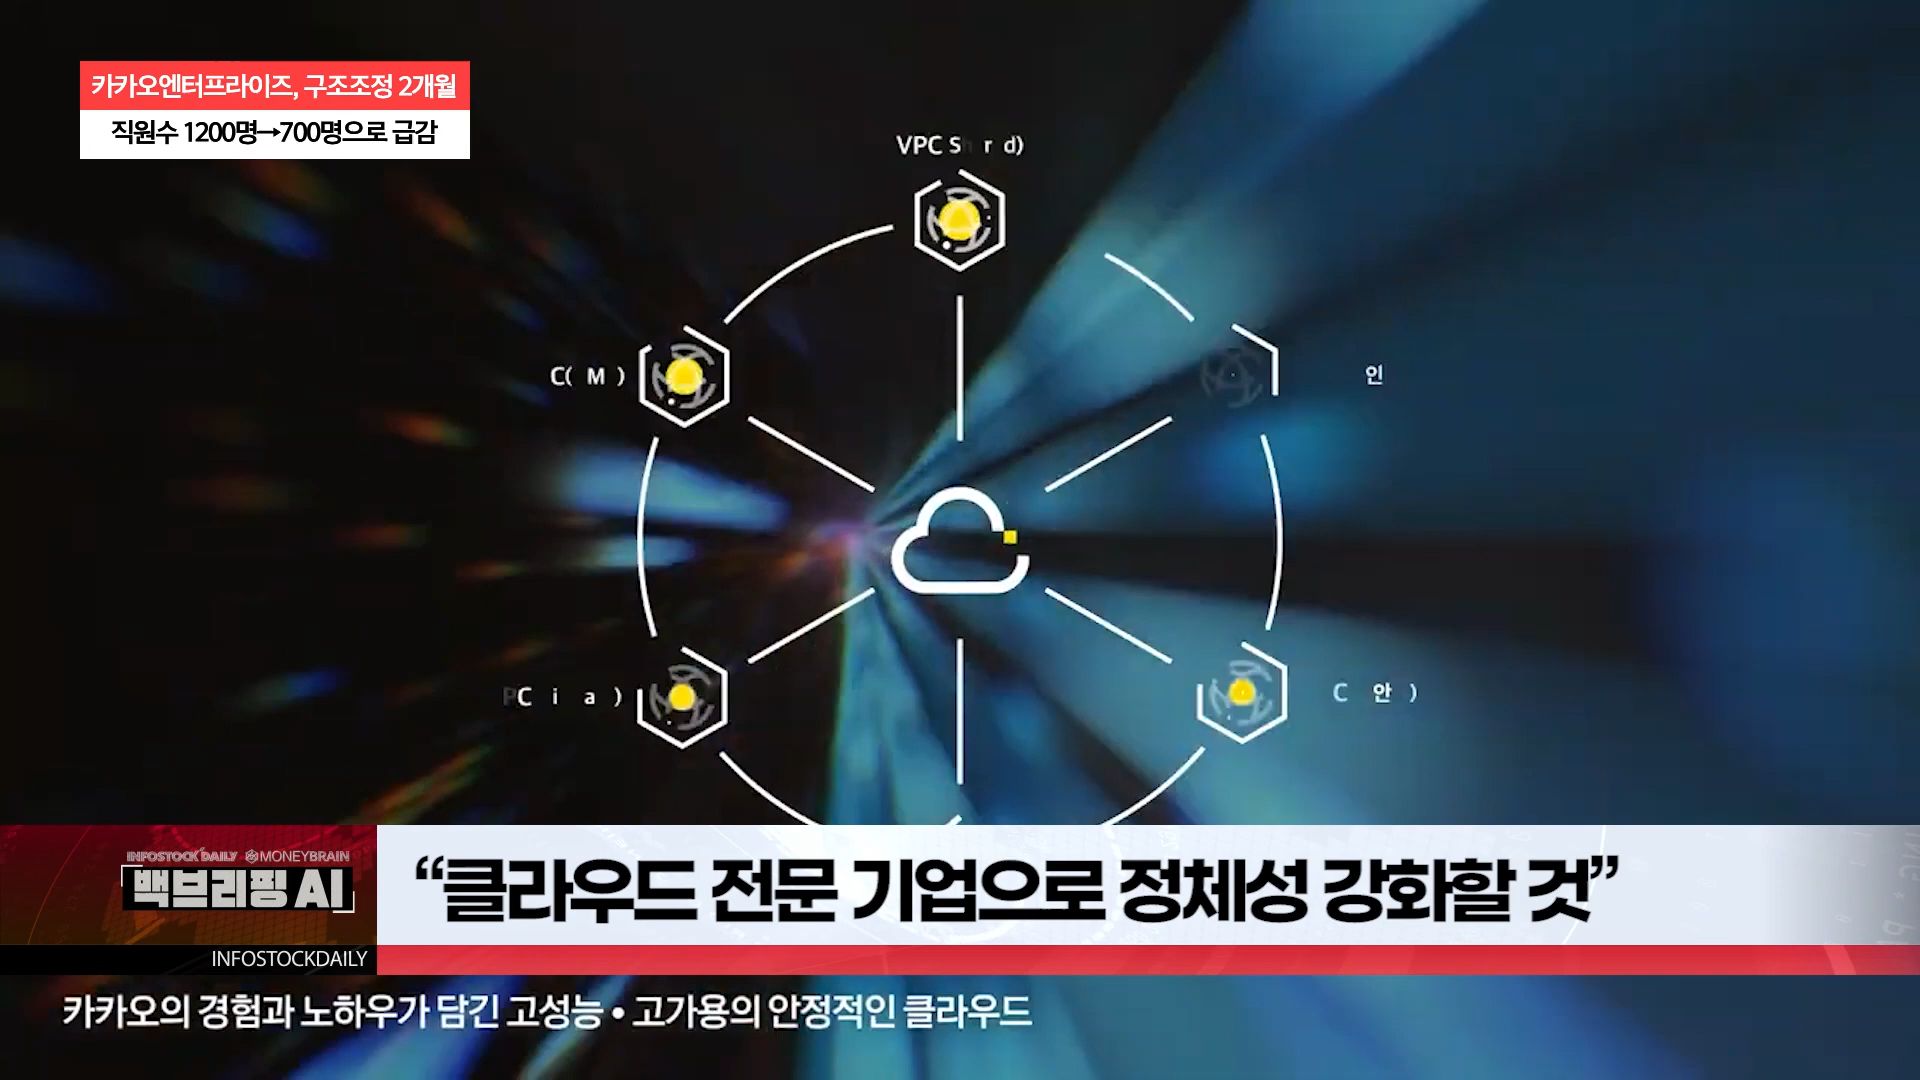 카카오엔터프라이즈, 구조조정 2개월
직원수 1200명→700명으로 급감
VPC S r d)
C( M )
인
C i a )
C 안 )
INFOSTOCK DAILY MONEYBRAIN
백브리핑 AI
“클라우드 전문 기업으로 정체성 강화할 것”
INFOSTOCKDAILY
카카오의 경험과 노하우가 담긴 고성능 • 고가용의 안정적인 클라우드